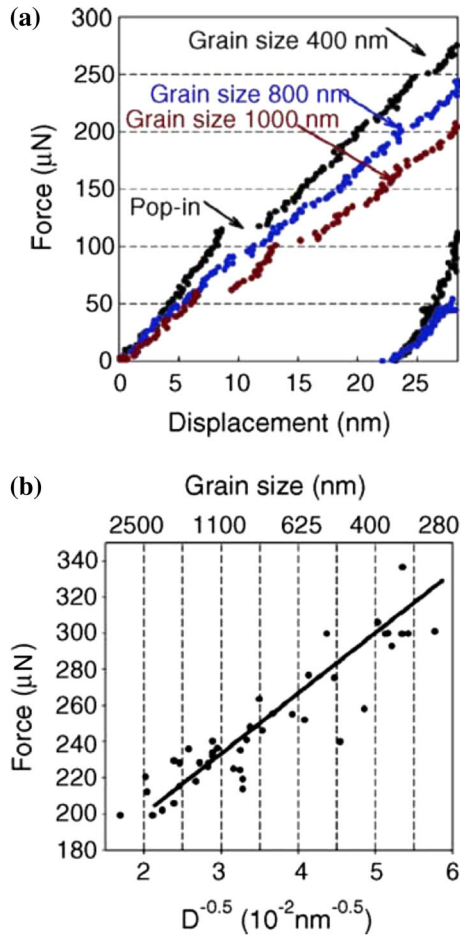 (a)
300
250
200
150
100
50
0
Force (μN)
Grain size 400 nm
Grain size 800 nm
Grain size 1000 nm
Pop-in
0 5 10 15 20 25
Displacement (nm)
(b)
Grain size (nm)
2500 1100 625 400 280
340
320
300
280
260
240
220
200
180
Force (μN)
2 3 4 5 6
D^-0.5 (10^-2 nm^-0.5)